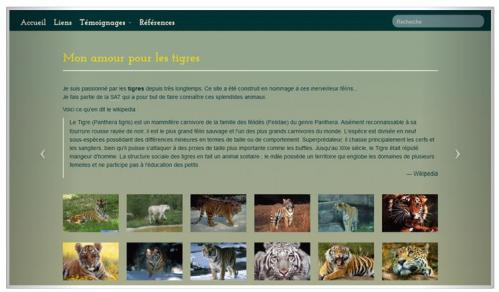 Accueil Liens Témoignages Références
Recherche
Mon amour pour les tigres
Je suis passionné par les tigres depuis très longtemps. Ce site a été construit en hommage à ces merveilleux félins...
Je fais partie de la SAT qui a pour but de faire connaître ces splendides animaux.
Voici ce qu'en dit le wikipedia :
Le Tigre (Panthera tigris) est un mammifère carnivore de la famille des félidés (Felidae) du genre Panthera. Aisément reconnaissable à sa
fourrure rousse rayée de noir, il est le plus grand félin sauvage et l'un des plus grands carnivores du monde. L'espèce est divisée en neuf
sous-espèces possédant des différences mineures en termes de taille ou de comportement. Superprédateur, il chasse principalement les cerfs et
les sangliers, bien qu'il puisse s'attaquer à des proies de taille plus importante comme les buffles. Jusqu'au XIXe siècle, le Tigre était réputé
mangeur d'homme. La structure sociale des tigres en fait un animal solitaire ; le mâle possède un territoire qui englobe les domaines de plusieurs
femelles et ne participe pas à l'éducation des petits.
— Wikipedia